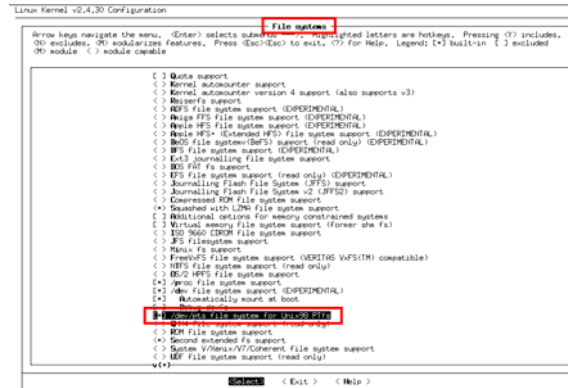 Linux Kernel v2.4.30 Configuration
File systems
Arrow keys navigate the menu. <Enter> selects submenus --->. Highlighted letters are hotkeys. Pressing <Y> includes,
<N> excludes, <M> modularizes features. Press <Esc><Esc> to exit, <?> for Help. Legend: [*] built-in [ ] excluded
<M> module < > module capable
[ ] Quota support
< > Kernel automounter support
< > Kernel automounter version 4 support (also supports v3)
< > Reiserfs support
< > ADFS file system support (EXPERIMENTAL)
< > Amiga FFS file system support (EXPERIMENTAL)
< > Apple HFS file system support (EXPERIMENTAL)
< > Apple HFS+ (Extended HFS) file system support (EXPERIMENTAL)
< > BeOS file systemv(BeFS) support (read only) (EXPERIMENTAL)
< > BFS file system support (EXPERIMENTAL)
< > Ext3 journalling file system support
< > DOS FAT fs support
< > EFS file system support (read only) (EXPERIMENTAL)
< > Journalling Flash File System (JFFS) support
< > Journalling Flash File System v2 (JFFS2) support
< > Compressed ROM file system support
<*> Squashed with LZMA file system support
[ ] Additional options for memory constrained systems
[ ] Virtual memory file system support (former shm fs)
< > ISO 9660 CDROM file system support
< > JFS filesystem support
< > Minix fs support
< > FreeVxFS file system support (VERITAS VxFS(TM) compatible)
< > NTFS file system support (read only)
< > OS/2 HPFS file system support
[*] /proc file system support
[*] /dev file system support (EXPERIMENTAL)
[*] Automatically mount at boot
[*] /dev/pts file system for Unix98 PTYs
file system support (read only)
< > ROM file system support
<*> Second extended fs support
< > System V/Xenix/V7/Coherent file system support
< > UDF file system support (read only)
v(+)
<Select> < Exit > < Help >